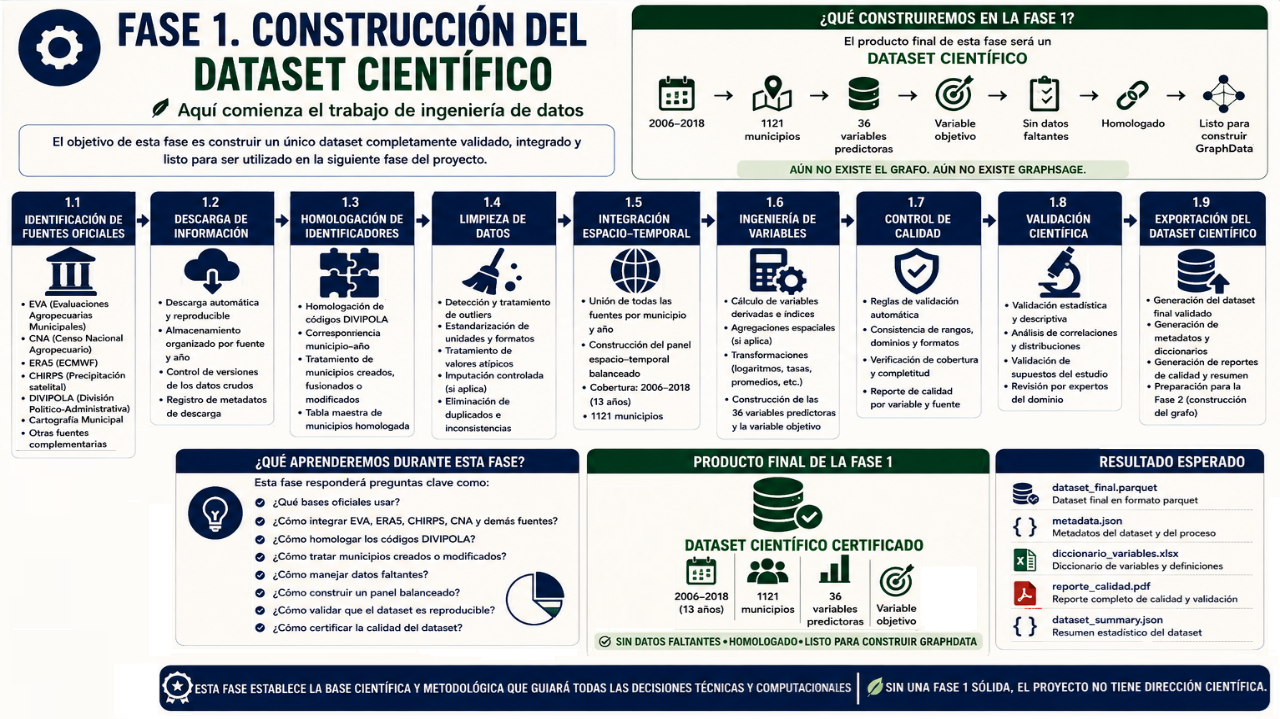 FASE 1. CONSTRUCCIÓN DEL
DATASET CIENTÍFICO
Aquí comienza el trabajo de ingeniería de datos
El objetivo de esta fase es construir un único dataset completamente validado, integrado y
listo para ser utilizado en la siguiente fase del proyecto.
¿QUÉ CONSTRUIREMOS EN LA FASE 1?
El producto final de esta fase será un
DATASET CIENTÍFICO
2006–2018
1121
municipios
36
variables
predictoras
Variable
objetivo
Sin datos
faltantes
Homologado
Listo para
construir
GraphData
AÚN NO EXISTE EL GRAFO. AÚN NO EXISTE GRAPHSAGE.
1.1
IDENTIFICACIÓN DE
FUENTES OFICIALES
• EVA (Evaluaciones
Agropecuarias
Municipales)
• CNA (Censo Nacional
Agropecuario)
• ERA5 (ECMWF)
• CHIRPS (Precipitación
satelital)
• DIVIPOLA (División
Político-Administrativa)
• Cartografía Municipal
• Otras fuentes
complementarias
1.2
DESCARGA DE
INFORMACIÓN
• Descarga automática
y reproducible
• Almacenamiento
organizado por fuente
y año
• Control de versiones
de los datos crudos
• Registro de metadatos
de descarga
1.3
HOMOLOGACIÓN DE
IDENTIFICADORES
• Homologación de
códigos DIVIPOLA
• Corresponriencia
municipio–año
• Tratamiento de
municipios creados,
fusionados o
modificados
• Tabla maestra de
municipios homologada
1.4
LIMPIEZA DE
DATOS
• Detección y tratamiento
de outliers
• Estandarización de
unidades y formatos
• Tratamiento de
valores atípicos
• Imputación controlada
(si aplica)
• Eliminación de
duplicados e
inconsistencias
1.5
INTEGRACIÓN
ESPACIO–TEMPORAL
• Unión de todas las
fuentes por municipio
y año
• Construcción del panel
espacio–temporal
balanceado
• Cobertura: 2006–2018
(13 años)
• 1121 municipios
1.6
INGENIERÍA DE
VARIABLES
• Cálculo de variables
derivadas e índices
• Agregaciones espaciales
(si aplica)
• Transformaciones
(logaritmos, tasas,
promedios, etc.)
• Construcción de las
36 variables predictoras
y la variable objetivo
1.7
CONTROL DE
CALIDAD
• Reglas de validación
automática
• Consistencia de rangos,
dominios y formatos
• Verificación de cobertura
y completitud
• Reporte de calidad
por variable y fuente
1.8
VALIDACIÓN
CIENTÍFICA
• Validación estadística
y descriptiva
• Análisis de correlaciones
y distribuciones
• Validación de
supuestos del estudio
• Revisión por expertos
del dominio
1.9
EXPORTACIÓN DEL
DATASET CIENTÍFICO
• Generación del dataset
final validado
• Generación de
metadatos y
diccionarios
• Generación de reportes
de calidad y resumen
• Preparación para la
Fase 2 (construcción
del grafo)
¿QUÉ APRENDEREMOS DURANTE ESTA FASE?
Esta fase responderá preguntas clave como:
¿Qué bases oficiales usar?
¿Cómo integrar EVA, ERA5, CHIRPS, CNA y demás fuentes?
¿Cómo homologar los códigos DIVIPOLA?
¿Cómo tratar municipios creados o modificados?
¿Cómo manejar datos faltantes?
¿Cómo construir un panel balanceado?
¿Cómo validar que el dataset es reproducible?
¿Cómo certificar la calidad del dataset?
PRODUCTO FINAL DE LA FASE 1
DATASET CIENTÍFICO CERTIFICADO
2006–2018
(13 años)
1121
municipios
36
variables
predictores
Variable
objetivo
SIN DATOS FALTANTES • HOMOLOGADO • LISTO PARA CONSTRUIR GRAPHDATA
RESULTADO ESPERADO
dataset_final.parquet
Dataset final en formato parquet
{ } metadata.json
Metadatos del dataset y del proceso
X diccionario_variables.xlsx
Diccionario de variables y definiciones
reporte_calidad.pdf
Reporte completo de calidad y validación
{ } dataset_summary.json
Resumen estadístico del dataset
ESTA FASE ESTABLECE LA BASE CIENTÍFICA Y METODOLÓGICA QUE GUIARÁ TODAS LAS DECISIONES TÉCNICAS Y COMPUTACIONALES
SIN UNA FASE 1 SÓLIDA, EL PROYECTO NO TIENE DIRECCIÓN CIENTÍFICA.